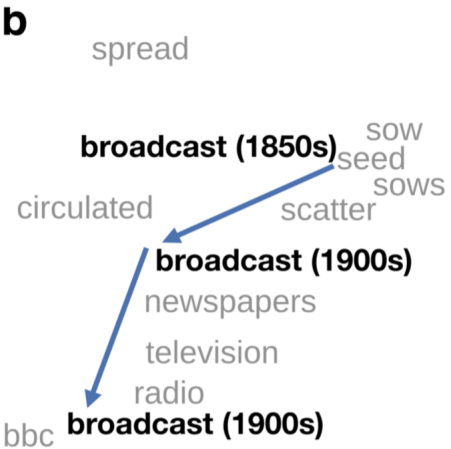 b
spread
sow
broadcast (1850s)
seed
sows
circulated
scatter
broadcast (1900s)
newspapers
television
radio
broadcast (1900s)
bbc